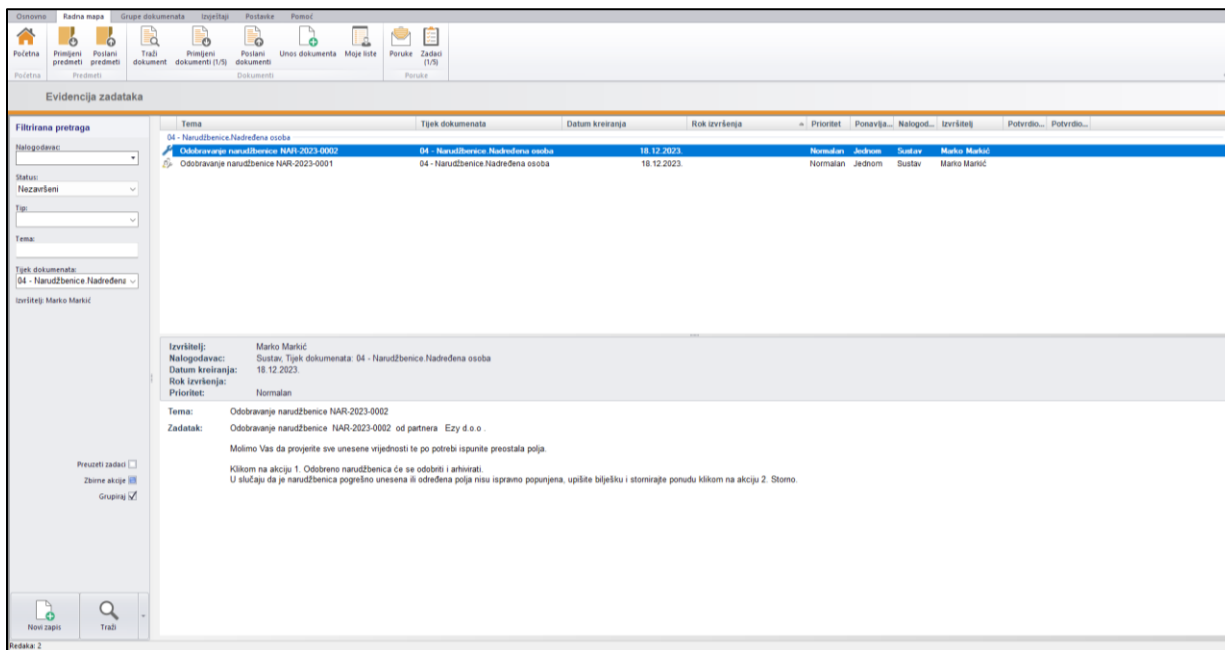 Osnovno Radna mapa Grupe dokumenata Izvještaji Postavke Pomoć
Početna Primljeni predmeti Poslani predmeti Traži dokument Primljeni dokumenti (1/5) Poslani dokumenti Unos dokumenta Moje liste Poruke Zadaci (1/5)
Početna Predmeti Dokumenti Poruke
Evidencija zadataka
Filtrirana pretraga
Nalogodavac:
Status:
Nezavršeni
Tip:
Tema:
Tijek dokumenata:
04 - Narudžbenice.Nadređena
Izvršitelj: Marko Markić
Preuzeti zadaci
Zbirne akcije
Grupiraj
Novi zapis Traži
Tema Tijek dokumenata Datum kreiranja Rok izvršenja Prioritet Ponavlja... Nalogod... Izvršitelj Potvrdio... Potvrdio...
04 - Narudžbenice.Nadređena osoba
Odobravanje narudžbenice NAR-2023-0002 04 - Narudžbenice.Nadređena osoba 18.12.2023. Normalan Jednom Sustav Marko Markić
Odobravanje narudžbenice NAR-2023-0001 04 - Narudžbenice.Nadređena osoba 18.12.2023. Normalan Jednom Sustav Marko Markić
Izvršitelj: Marko Markić
Nalogodavac: Sustav, Tijek dokumenata: 04 - Narudžbenice.Nadređena osoba
Datum kreiranja: 18.12.2023.
Rok izvršenja:
Prioritet: Normalan
Tema: Odobravanje narudžbenice NAR-2023-0002
Zadatak: Odobravanje narudžbenice NAR-2023-0002 od partnera Ezy d.o.o .
Molimo Vas da provjerite sve unesene vrijednosti te po potrebi ispunite preostala polja.
Klikom na akciju 1. Odobreno narudžbenica će se odobriti i arhivirati.
U slučaju da je narudžbenica pogrešno unesena ili određena polja nisu ispravno popunjena, upišite bilješku i stornirajte ponudu klikom na akciju 2. Storno.
Redaka: 2